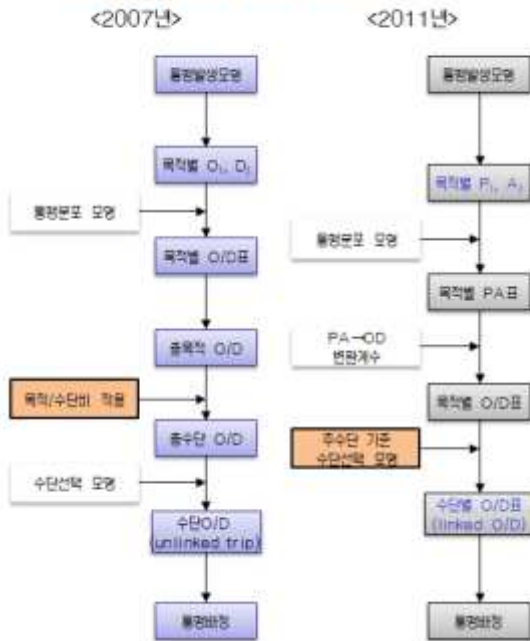 <2007년>
통행발생모형
목적별 Oᵢ, Dⱼ
통행분포 모형
목적별 O/D표
총목적 O/D
목적/수단비 적용
총수단 O/D
수단선택 모형
수단O/D
(unlinked trip)
통행배정
<2011년>
통행발생모형
목적별 Pᵢ, Aⱼ
통행분포 모형
목적별 PA표
PA→OD
변환계수
목적별 O/D표
주수단 기준
수단선택 모형
수단별 O/D표
(linked O/D)
통행배정